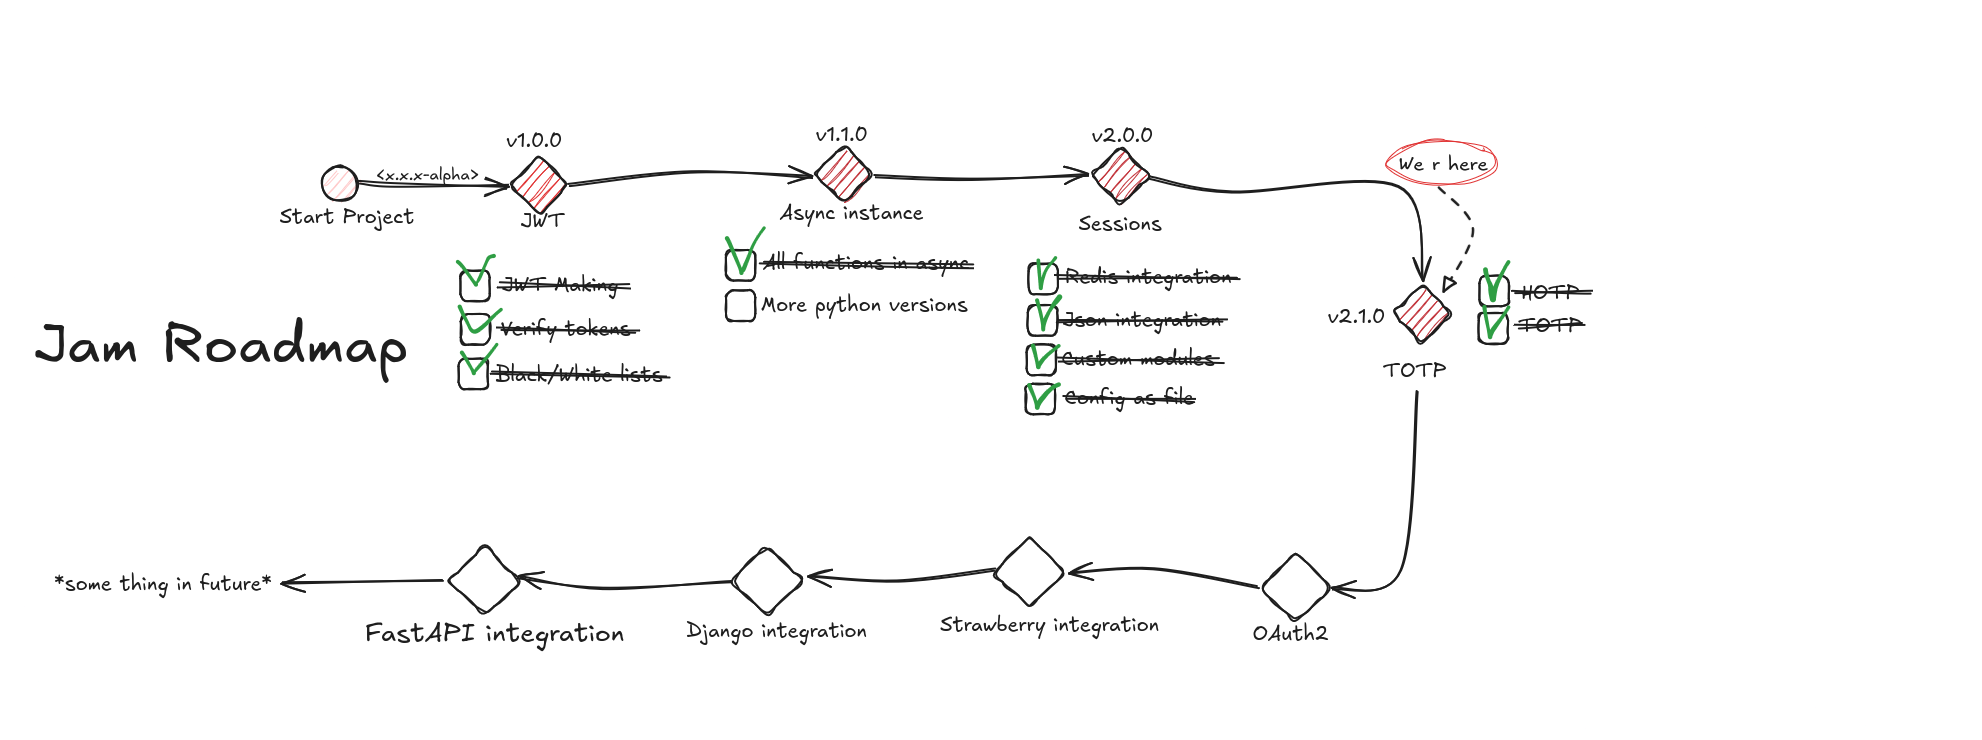 Jam Roadmap
Start Project
<x.x.x-alpha>
v1.0.0
JWT
JWT Making
Verify tokens
Black/White lists
v1.1.0
Async instance
All functions in async
More python versions
v2.0.0
Sessions
Redis integration
Json integration
Custom modules
Config as file
We r here
v2.1.0
TOTP
HOTP
TOTP
OAuth2
Strawberry integration
Django integration
FastAPI integration
*some thing in future*